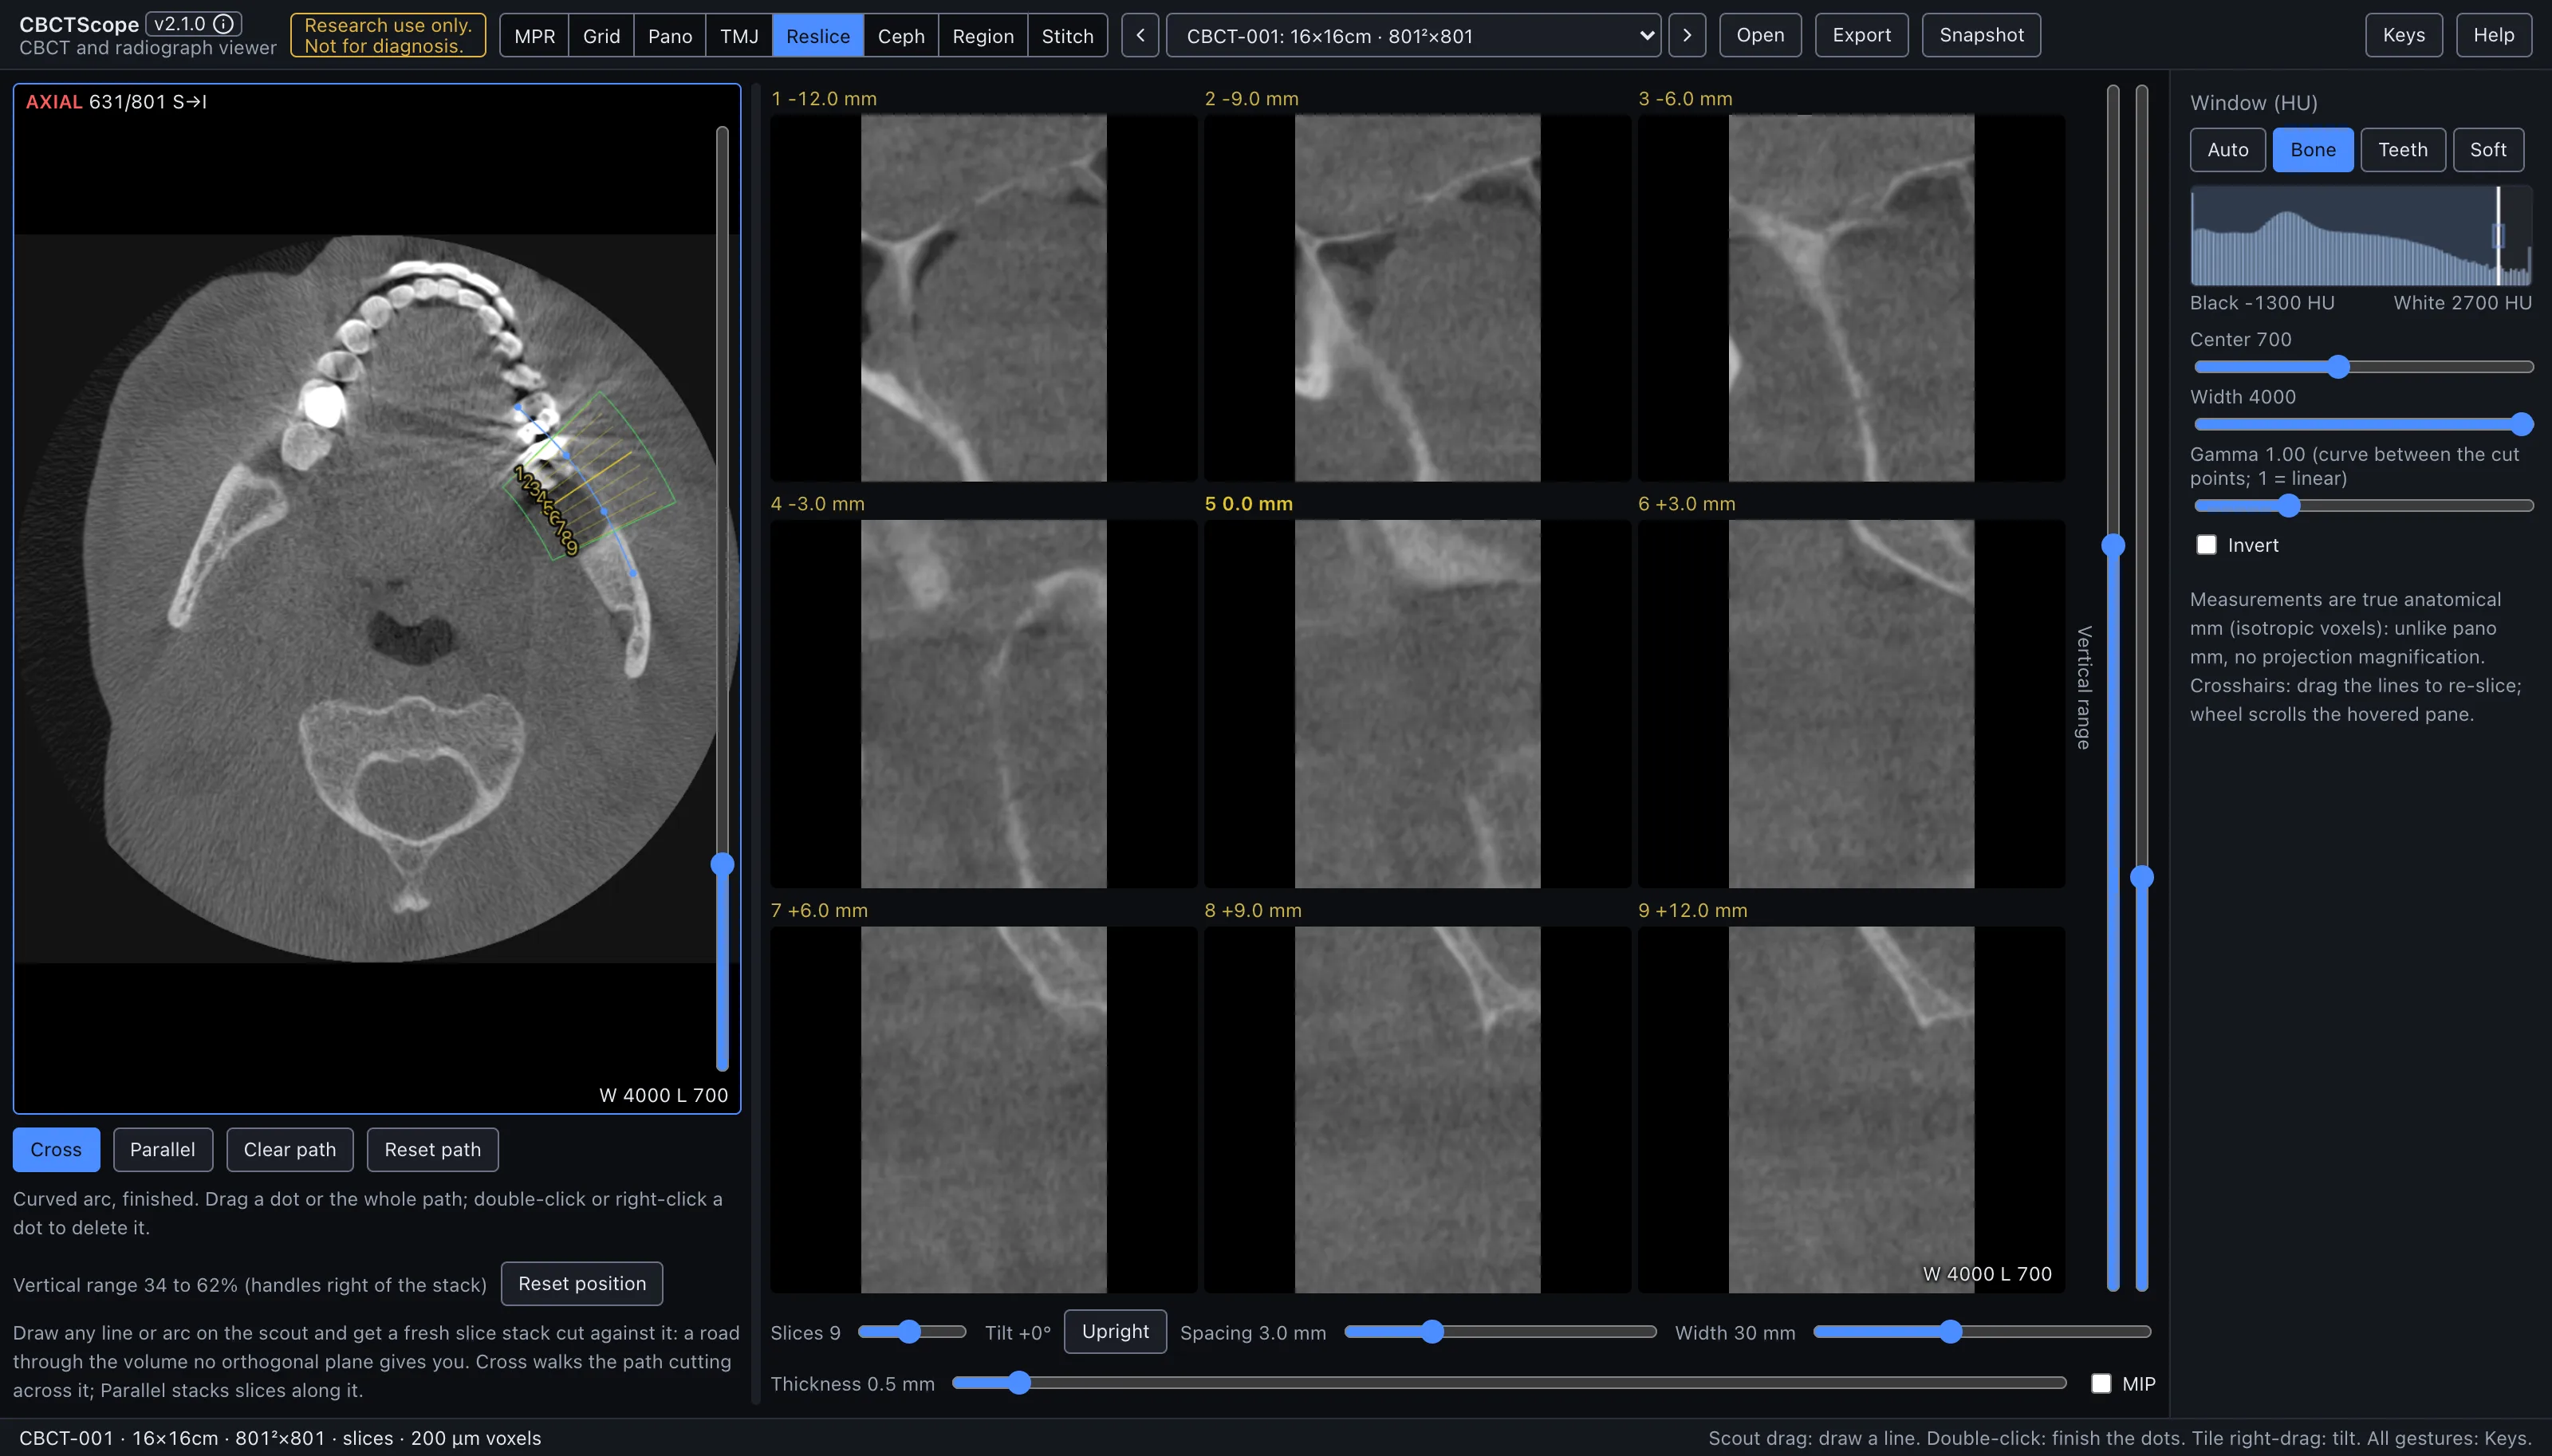 CBCTScope v2.1.0
CBCT and radiograph viewer
Research use only.
Not for diagnosis.
MPR Grid Pano TMJ Reslice Ceph Region Stitch
CBCT-001: 16×16cm · 801²×801
Open Export Snapshot Keys Help
AXIAL 631/801 S→I
1
2
3
4
5
6
7
8
9
W 4000 L 700
Cross Parallel Clear path Reset path
Curved arc, finished. Drag a dot or the whole path; double-click or right-click a
dot to delete it.
Vertical range 34 to 62% (handles right of the stack) Reset position
Draw any line or arc on the scout and get a fresh slice stack cut against it: a road
through the volume no orthogonal plane gives you. Cross walks the path cutting
across it; Parallel stacks slices along it.
1 -12.0 mm 2 -9.0 mm 3 -6.0 mm
4 -3.0 mm 5 0.0 mm 6 +3.0 mm
7 +6.0 mm 8 +9.0 mm 9 +12.0 mm
W 4000 L 700
Vertical range
Slices 9 Tilt +0° Upright Spacing 3.0 mm Width 30 mm
Thickness 0.5 mm MIP
Window (HU)
Auto Bone Teeth Soft
Black -1300 HU White 2700 HU
Center 700
Width 4000
Gamma 1.00 (curve between the cut
points; 1 = linear)
Invert
Measurements are true anatomical
mm (isotropic voxels): unlike pano
mm, no projection magnification.
Crosshairs: drag the lines to re-slice;
wheel scrolls the hovered pane.
CBCT-001 · 16×16cm · 801²×801 · slices · 200 µm voxels
Scout drag: draw a line. Double-click: finish the dots. Tile right-drag: tilt. All gestures: Keys.